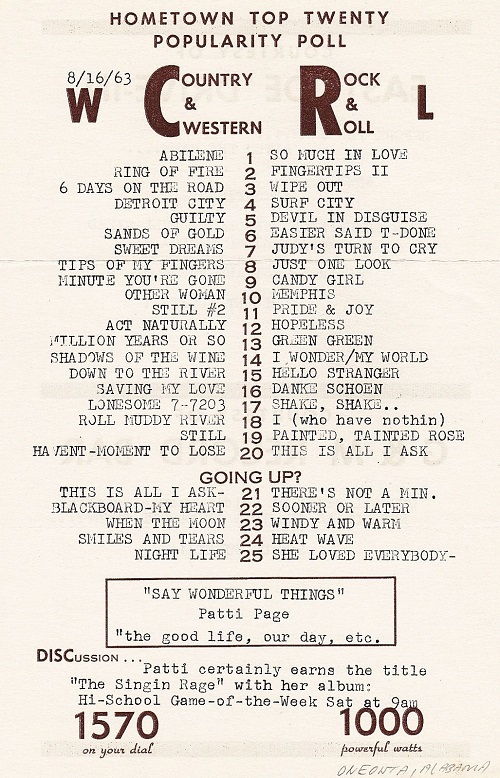 HOMETOWN TOP TWENTY
POPULARITY POLL
8/16/63
W COUNTRY & WESTERN ROCK & ROLL L
ABILENE 1 SO MUCH IN LOVE
RING OF FIRE 2 FINGERTIPS II
6 DAYS ON THE ROAD 3 WIPE OUT
DETROIT CITY 4 SURF CITY
GUILTY 5 DEVIL IN DISGUISE
SANDS OF GOLD 6 EASIER SAID T-DONE
SWEET DREAMS 7 JUDY'S TURN TO CRY
TIPS OF MY FINGERS 8 JUST ONE LOOK
MINUTE YOU'RE GONE 9 CANDY GIRL
OTHER WOMAN 10 MEMPHIS
STILL #2 11 PRIDE & JOY
ACT NATURALLY 12 HOPELESS
MILLION YEARS OR SO 13 GREEN GREEN
SHADOWS OF THE WINE 14 I WONDER/MY WORLD
DOWN TO THE RIVER 15 HELLO STRANGER
SAVING MY LOVE 16 DANKE SCHOEN
LONESOME 7-7203 17 SHAKE, SHAKE..
ROLL MUDDY RIVER 18 I (who have nothin)
STILL 19 PAINTED, TAINTED ROSE
HAVENT-MOMENT TO LOSE 20 THIS IS ALL I ASK
GOING UP?
THIS IS ALL I ASK- 21 THERE'S NOT A MIN.
BLACKBOARD-MY HEART 22 SOONER OR LATER
WHEN THE MOON 23 WINDY AND WARM
SMILES AND TEARS 24 HEAT WAVE
NIGHT LIFE 25 SHE LOVED EVERYBODY-
"SAY WONDERFUL THINGS"
Patti Page
"the good life, our day, etc.
DISCUSSION ...
Patti certainly earns the title
"The Singin Rage" with her album:
Hi-School Game-of-the-Week Sat at 9am
1570 1000
on your dial powerful watts
ONEONTA, ALABAMA